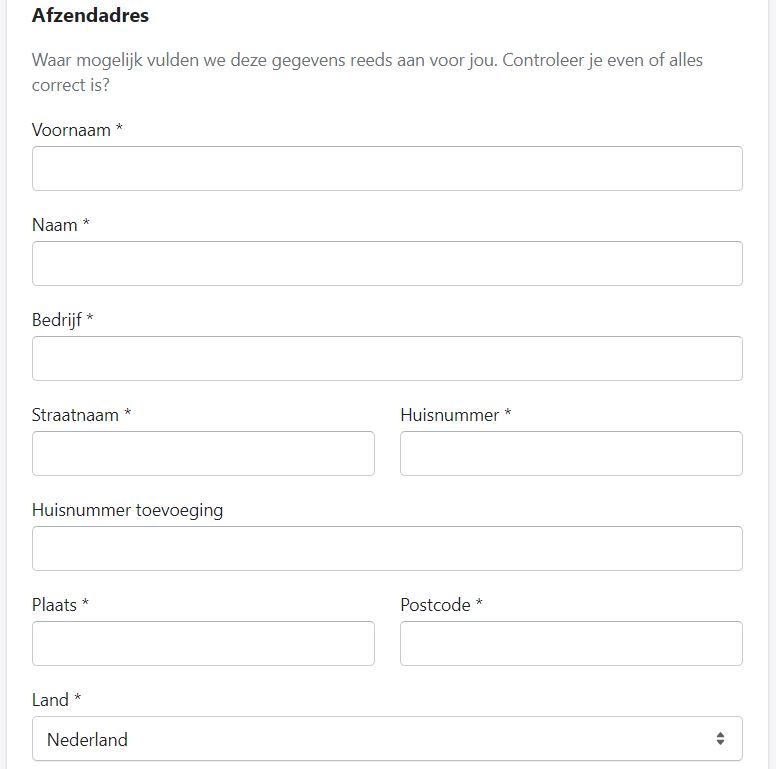 Afzendadres
Waar mogelijk vulden we deze gegevens reeds aan voor jou. Controleer je even of alles
correct is?
Voornaam *
Naam *
Bedrijf *
Straatnaam *
Huisnummer *
Huisnummer toevoeging
Plaats *
Postcode *
Land *
Nederland